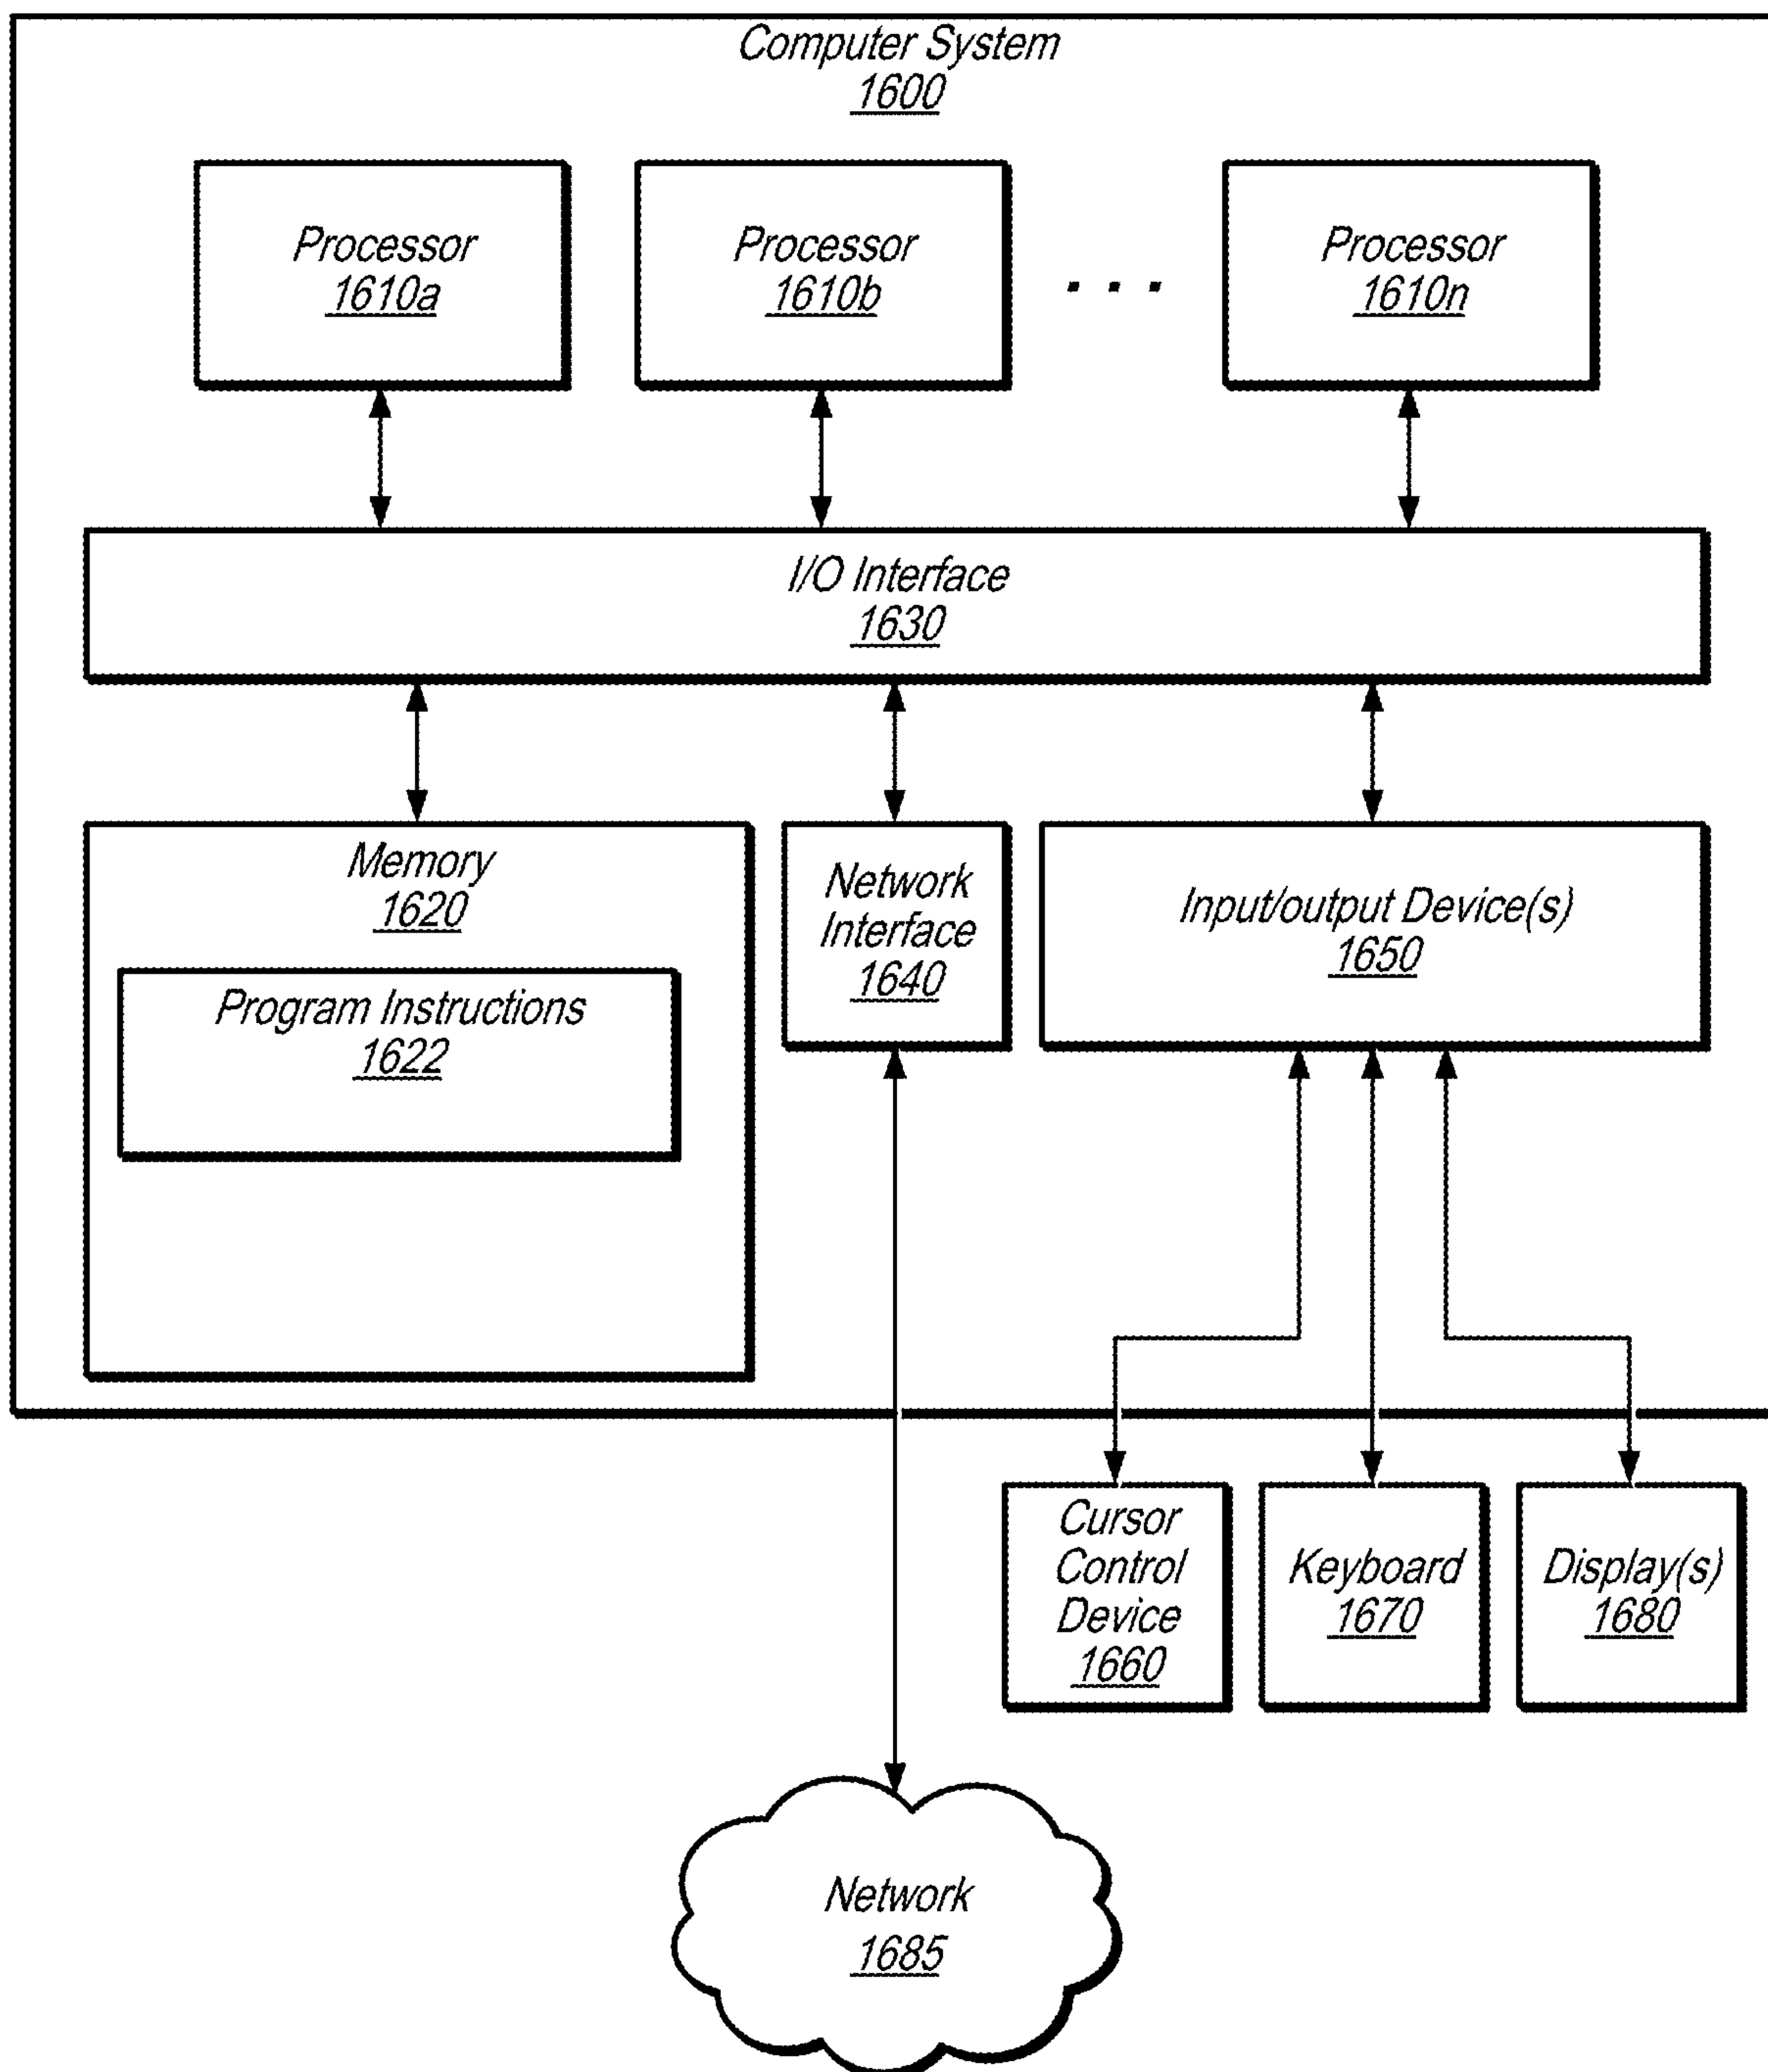 Computer System
1600
Processor
1610a
Processor
1610b
. . .
Processor
1610n
I/O Interface
1630
Memory
1620
Program Instructions
1622
Network
Interface
1640
Input/output Device(s)
1650
Cursor
Control
Device
1660
Keyboard
1670
Display(s)
1680
Network
1685